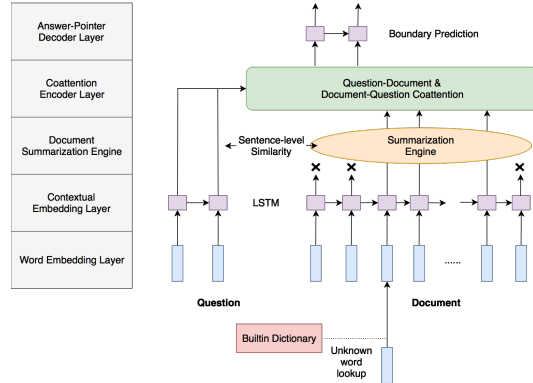 Answer-Pointer
Decoder Layer
Boundary Prediction
Coattention
Encoder Layer
Question-Document &
Document-Question Coattention
Document
Summarization Engine
Sentence-level
Similarity
Summarization
Engine
Contextual
Embedding Layer
LSTM
Word Embedding Layer
......
Question
Document
Builtin Dictionary
Unknown
word
lookup